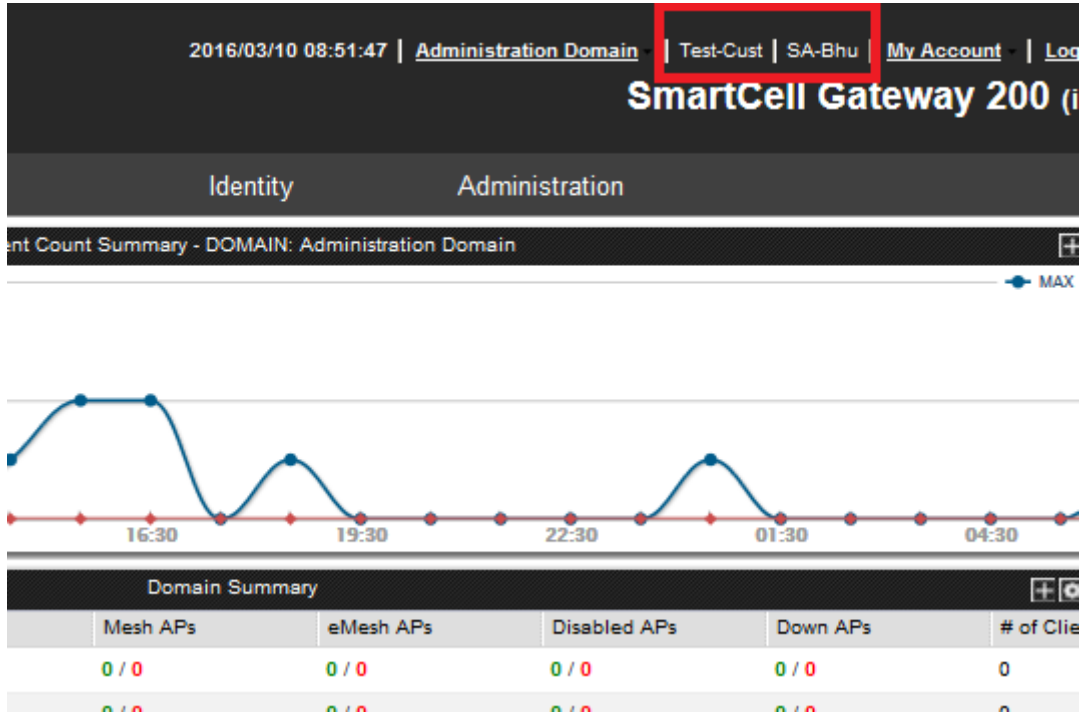 2016/03/10 08:51:47 | Administration Domain | Test-Cust | SA-Bhu | My Account | Log
SmartCell Gateway 200 (i
Identity Administration
ent Count Summary - DOMAIN: Administration Domain
MAX
16:30 19:30 22:30 01:30 04:30
Domain Summary
Mesh APs eMesh APs Disabled APs Down APs # of Clie
0 / 0 0 / 0 0 / 0 0 / 0 0